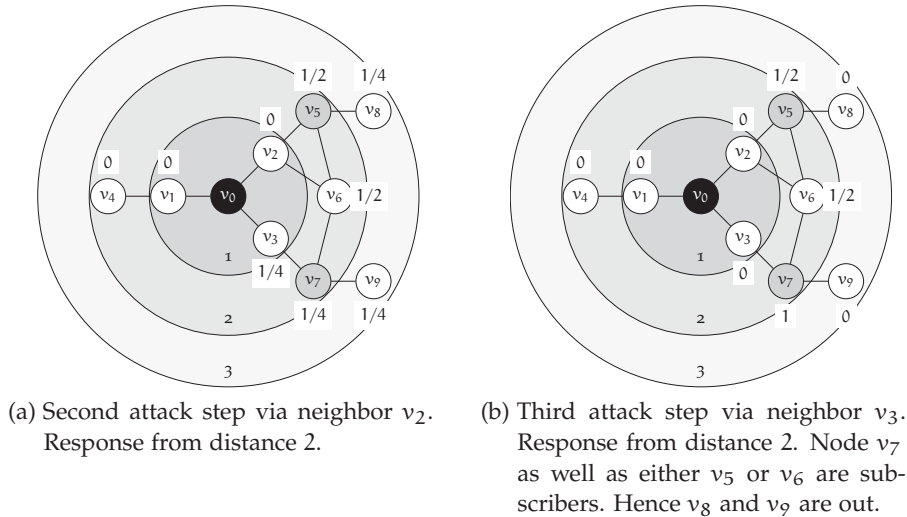 1/2 1/4
v5 v8
0
v2
0 0
v4 v1 v0 v6 1/2
v3
1
1/4
v7 v9
1/4 1/4
2
3
(a) Second attack step via neighbor v2.
Response from distance 2.
1/2 0
v5 v8
0
v2
0 0
v4 v1 v0 v6 1/2
v3
1
0
v7 v9
1 0
2
3
(b) Third attack step via neighbor v3.
Response from distance 2. Node v7
as well as either v5 or v6 are sub-
scribers. Hence v8 and v9 are out.